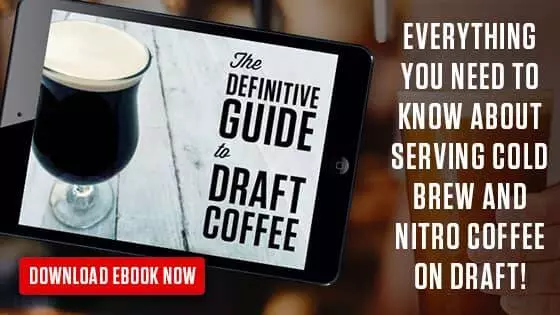 The
DEFINITIVE
GUIDE
to
DRAFT
COFFEE
DOWNLOAD EBOOK NOW
EVERYTHING
YOU NEED TO
KNOW ABOUT
SERVING COLD
BREW AND
NITRO COFFEE
ON DRAFT!